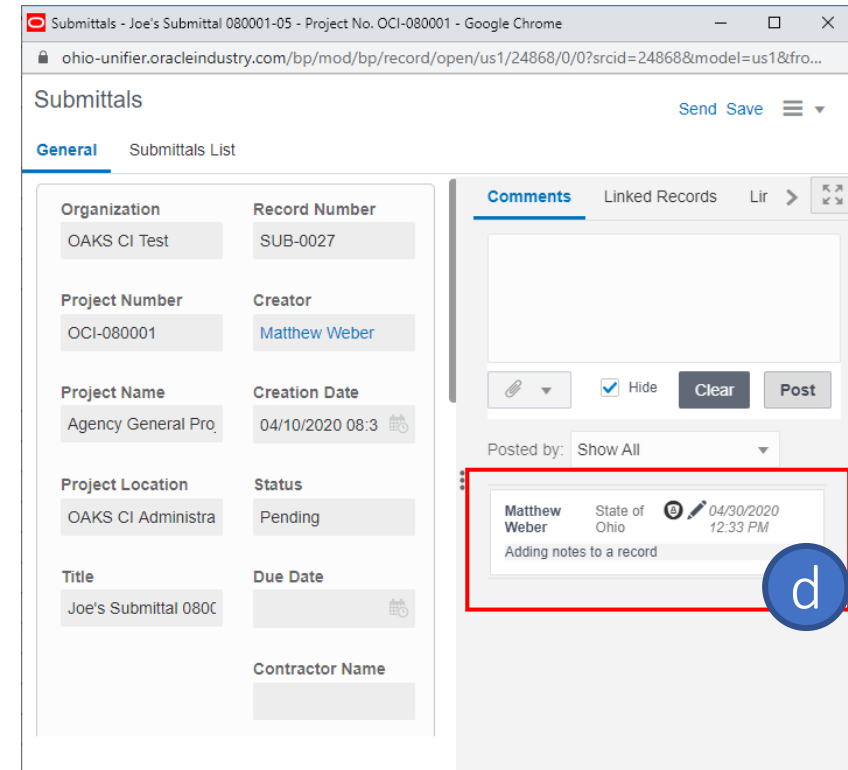 Submittals - Joe's Submittal 080001-05 - Project No. OCI-080001 - Google Chrome
ohio-unifier.oracleindustry.com/bp/mod/bp/record/open/us1/24868/0/0?srcid=24868&model=us1&fro...
Submittals
Send Save
General Submittals List
Comments Linked Records Lir
Organization Record Number
OAKS CI Test SUB-0027
Project Number Creator
OCI-080001 Matthew Weber
Project Name Creation Date
Agency General Pro 04/10/2020 08:3
Project Location Status
OAKS CI Administra Pending
Title Due Date
Joe's Submittal 080
Contractor Name
Hide Clear Post
Posted by: Show All
Matthew State of 04/30/2020
Weber Ohio 12:33 PM
Adding notes to a record
d